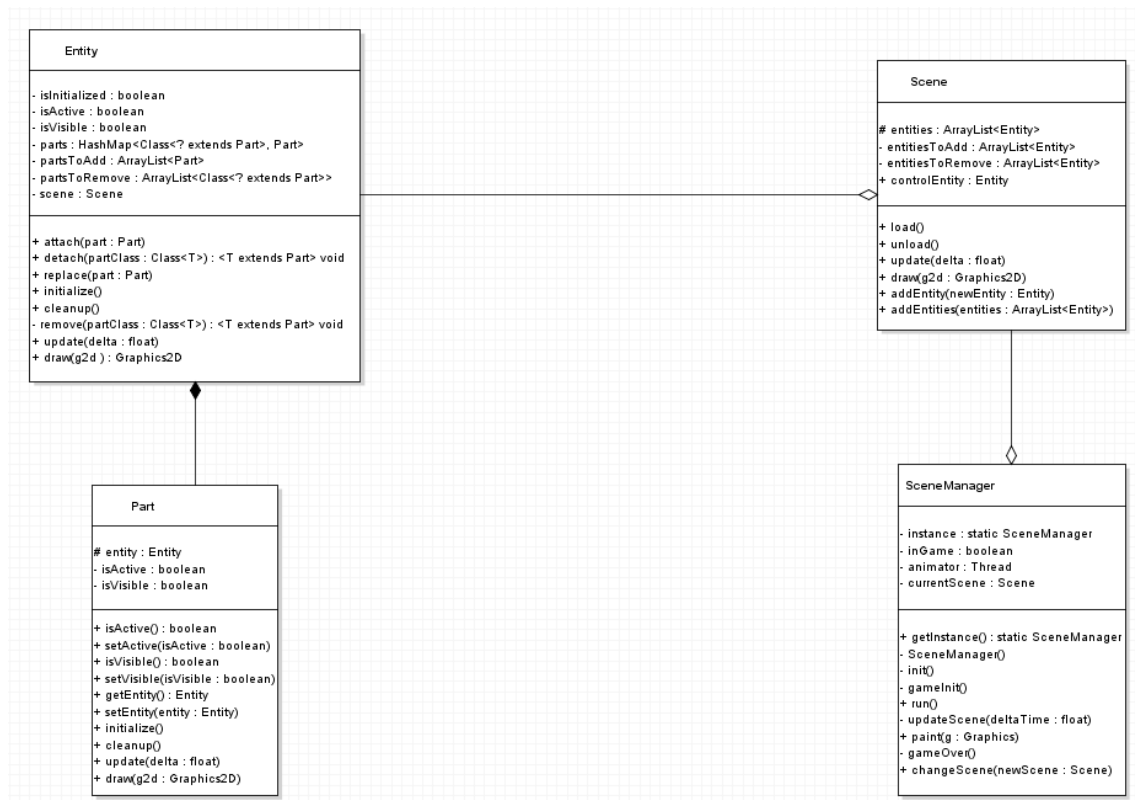 Entity
- isInitialized : boolean
- isActive : boolean
- isVisible : boolean
- parts : HashMap<Class<? extends Part>, Part>
- partsToAdd : ArrayList<Part>
- partsToRemove : ArrayList<Class<? extends Part>>
- scene : Scene
+ attach(part : Part)
+ detach(partClass : Class<T>) : <T extends Part> void
+ replace(part : Part)
+ initialize()
+ cleanup()
- remove(partClass : Class<T>) : <T extends Part> void
+ update(delta : float)
+ draw(g2d ) : Graphics2D
Scene
# entities : ArrayList<Entity>
- entitiesToAdd : ArrayList<Entity>
- entitiesToRemove : ArrayList<Entity>
+ controlEntity : Entity
+ load()
+ unload()
+ update(delta : float)
+ draw(g2d : Graphics2D)
+ addEntity(newEntity : Entity)
+ addEntities(entities : ArrayList<Entity>)
Part
# entity : Entity
- isActive : boolean
- isVisible : boolean
+ isActive() : boolean
+ setActive(isActive : boolean)
+ isVisible() : boolean
+ setVisible(isVisible : boolean)
+ getEntity() : Entity
+ setEntity(entity : Entity)
+ initialize()
+ cleanup()
+ update(delta : float)
+ draw(g2d : Graphics2D)
SceneManager
- instance : static SceneManager
- inGame : boolean
- animator : Thread
- currentScene : Scene
+ getInstance() : static SceneManager
- SceneManager()
- init()
- gameInit()
+ run()
- updateScene(deltaTime : float)
+ paint(g : Graphics)
- gameOver()
+ changeScene(newScene : Scene)